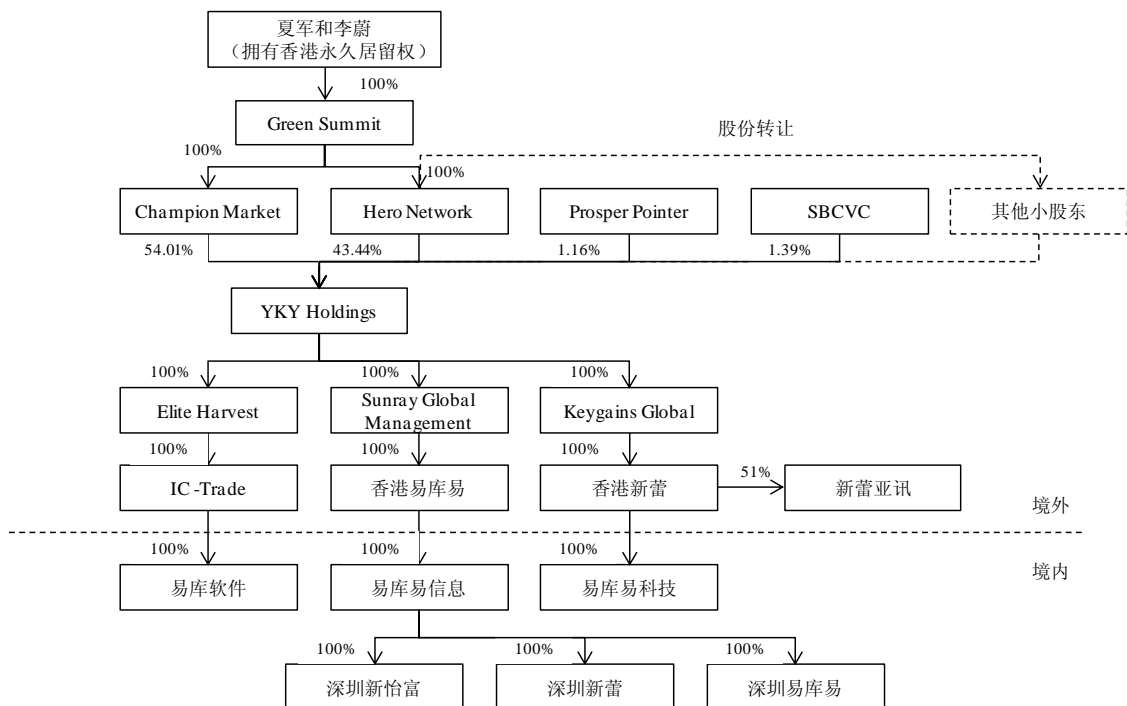 夏军和李蔚
（拥有香港永久居留权）
100%
Green Summit
股份转让
100%
100%
Champion Market
Hero Network
Prosper Pointer
SBCVC
其他小股东
54.01%
43.44%
1.16%
1.39%
YKY Holdings
100%
100%
100%
Elite Harvest
Sunray Global
Management
Keygains Global
100%
100%
100%
IC -Trade
香港易库易
香港新蕾
51%
新蕾亚讯
境外
100%
100%
100%
易库软件
易库易信息
易库易科技
境内
100%
100%
100%
深圳新怡富
深圳新蕾
深圳易库易